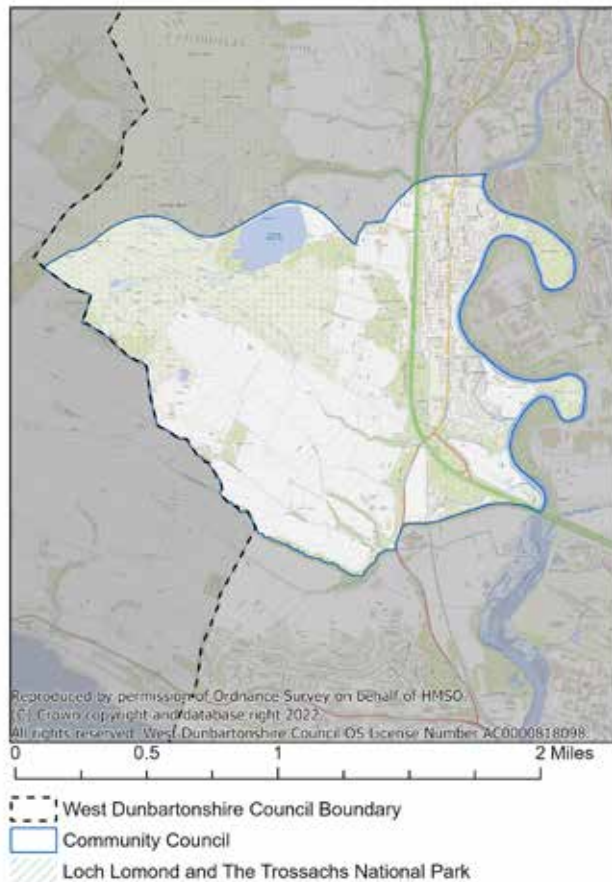 Reproduced by permission of Ordnance Survey on behalf of HMSO.
(C) Crown copyright and database right 2022.
All rights reserved. West Dunbartonshire Council OS License Number AC0000818098.
0 0.5 1 2 Miles
West Dunbartonshire Council Boundary
Community Council
Loch Lomond and The Trossachs National Park